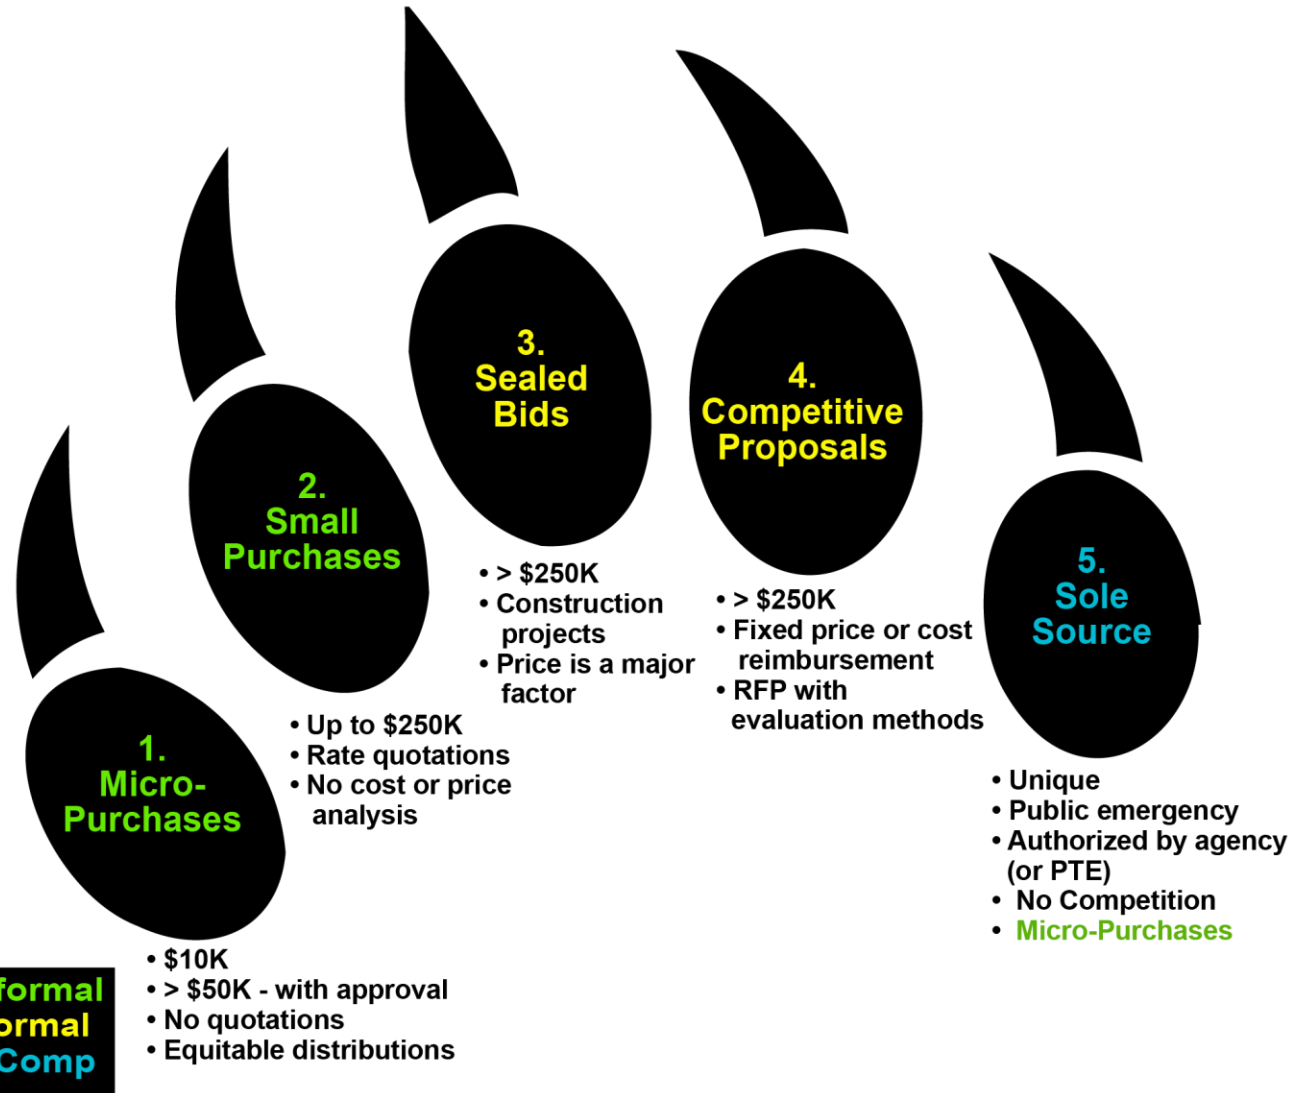 3.
Sealed
Bids
4.
Competitive
Proposals
2.
Small
Purchases
5.
Sole
Source
1.
Micro-
Purchases
• > $250K
• Construction
projects
• Price is a major
factor
• > $250K
• Fixed price or cost
reimbursement
• RFP with
evaluation methods
• Up to $250K
• Rate quotations
• No cost or price
analysis
• Unique
• Public emergency
• Authorized by agency
(or PTE)
• No Competition
• Micro-Purchases
• $10K
• > $50K - with approval
• No quotations
• Equitable distributions
formal
ormal
Comp